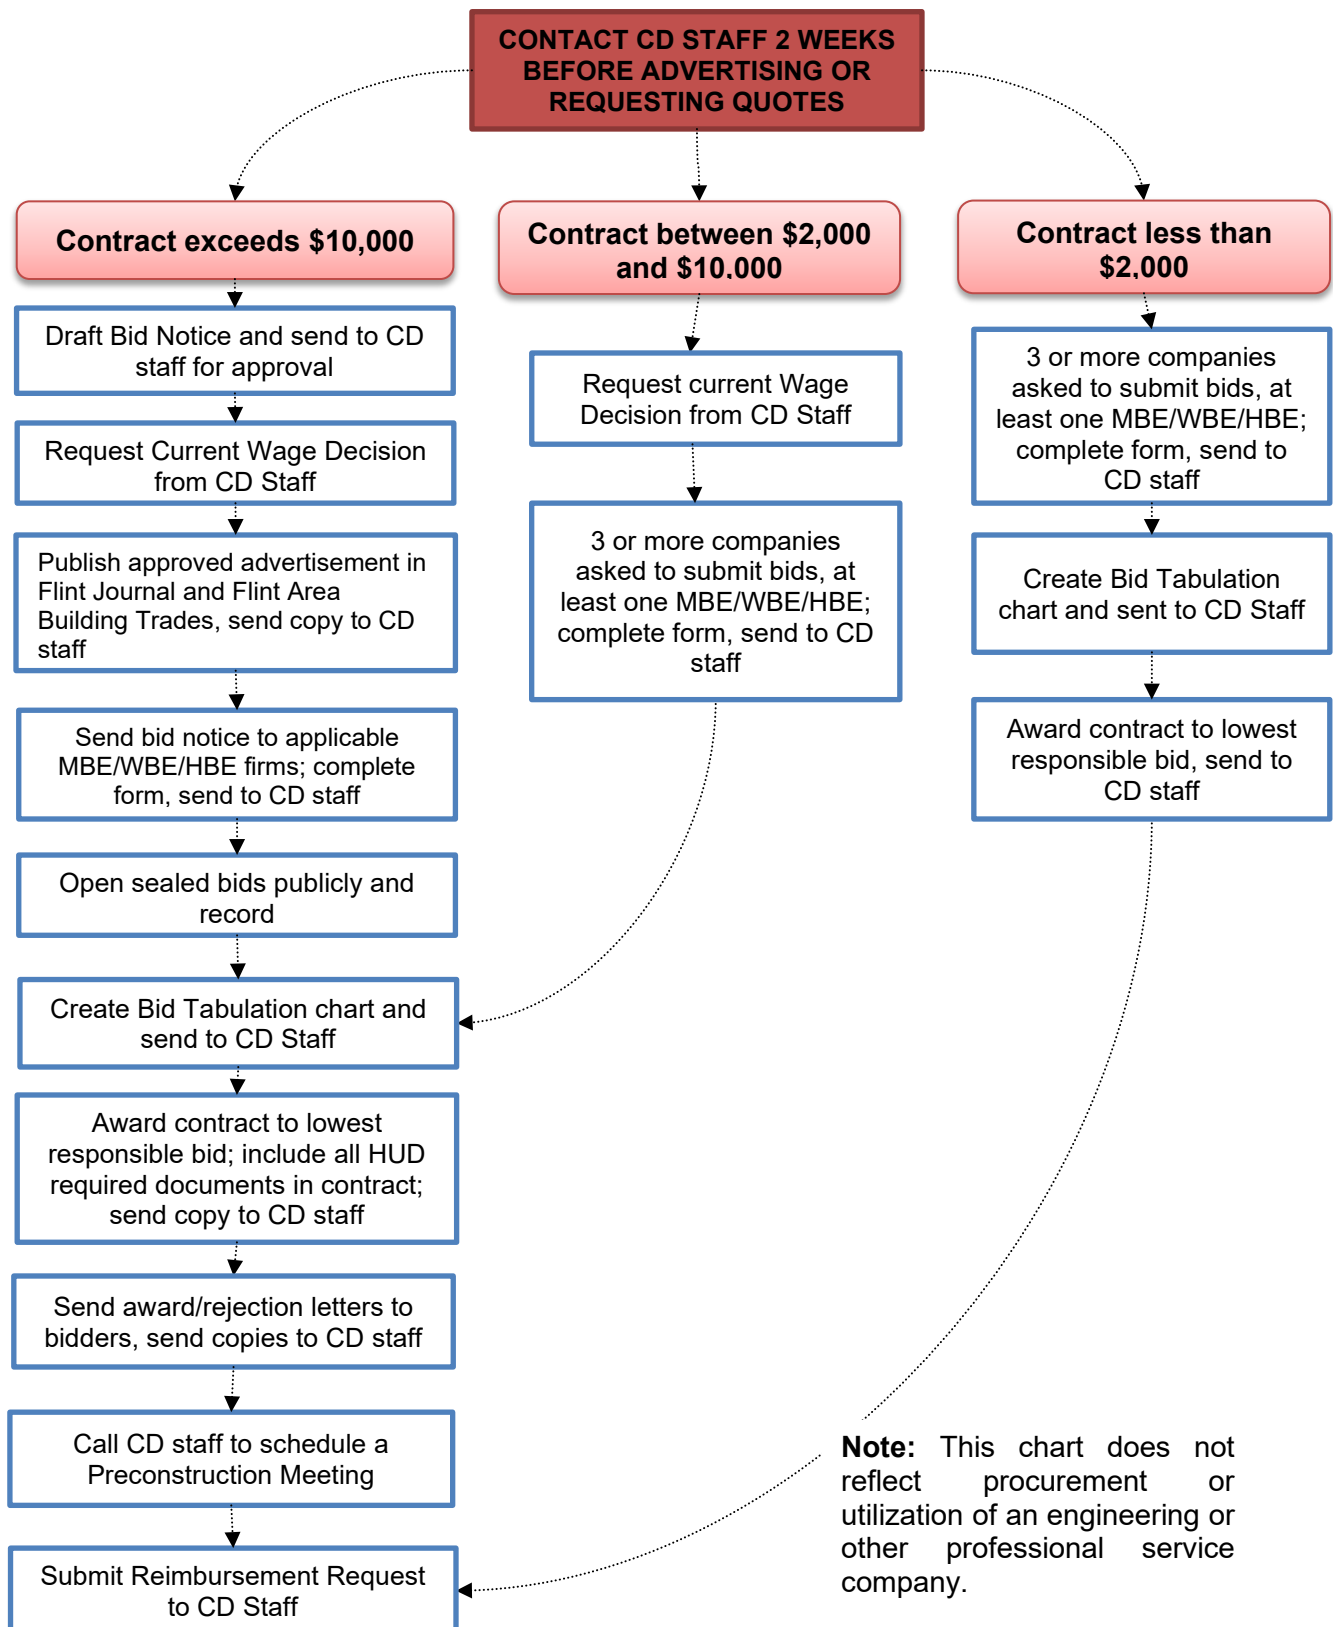 CONTACT CD STAFF 2 WEEKS
BEFORE ADVERTISING OR
REQUESTING QUOTES
Contract exceeds $10,000
Draft Bid Notice and send to CD
staff for approval
Request Current Wage Decision
from CD Staff
Publish approved advertisement in
Flint Journal and Flint Area
Building Trades, send copy to CD
staff
Send bid notice to applicable
MBE/WBE/HBE firms; complete
form, send to CD staff
Open sealed bids publicly and
record
Create Bid Tabulation chart and
send to CD Staff
Award contract to lowest
responsible bid; include all HUD
required documents in contract;
send copy to CD staff
Send award/rejection letters to
bidders, send copies to CD staff
Call CD staff to schedule a
Preconstruction Meeting
Submit Reimbursement Request
to CD Staff
Contract between $2,000
and $10,000
Request current Wage
Decision from CD Staff
3 or more companies
asked to submit bids, at
least one MBE/WBE/HBE;
complete form, send to CD
staff
Contract less than
$2,000
3 or more companies
asked to submit bids, at
least one MBE/WBE/HBE;
complete form, send to
CD staff
Create Bid Tabulation
chart and sent to CD Staff
Award contract to lowest
responsible bid, send to
CD staff
Note: This chart does not
reflect procurement or
utilization of an engineering or
other professional service
company.